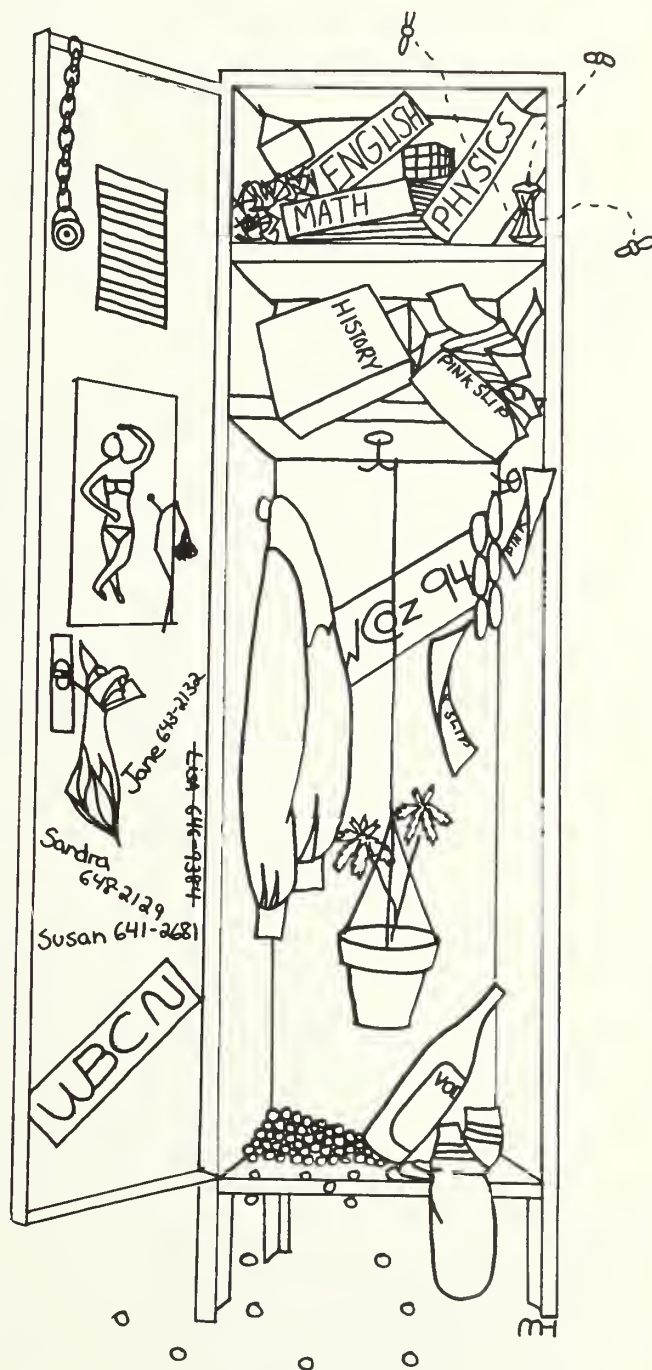 ENGLISH
MATH
PHYSICS
HISTORY
PINK SLIP
PINK
WCOZ 94
SLIP
Jane 643-2132
Sandra
648-2129
Susan 641-2681
WBCN
VOD